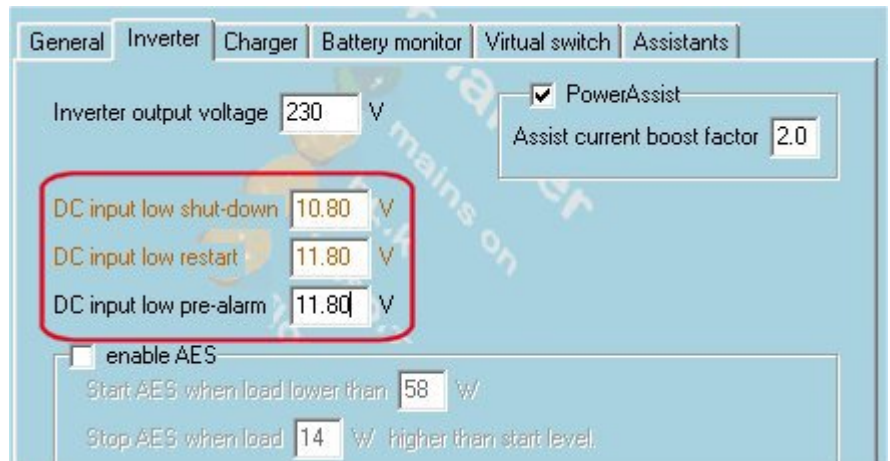 General Inverter Charger Battery monitor Virtual switch Assistants
Inverter output voltage 230 V
PowerAssist
Assist current boost factor 2.0
DC input low shut-down 10.80 V
DC input low restart 11.80 V
DC input low pre-alarm 11.80 V
enable AES
Start AES when load lower than 58 W
Stop AES when load 14 W higher than start level.
mains on